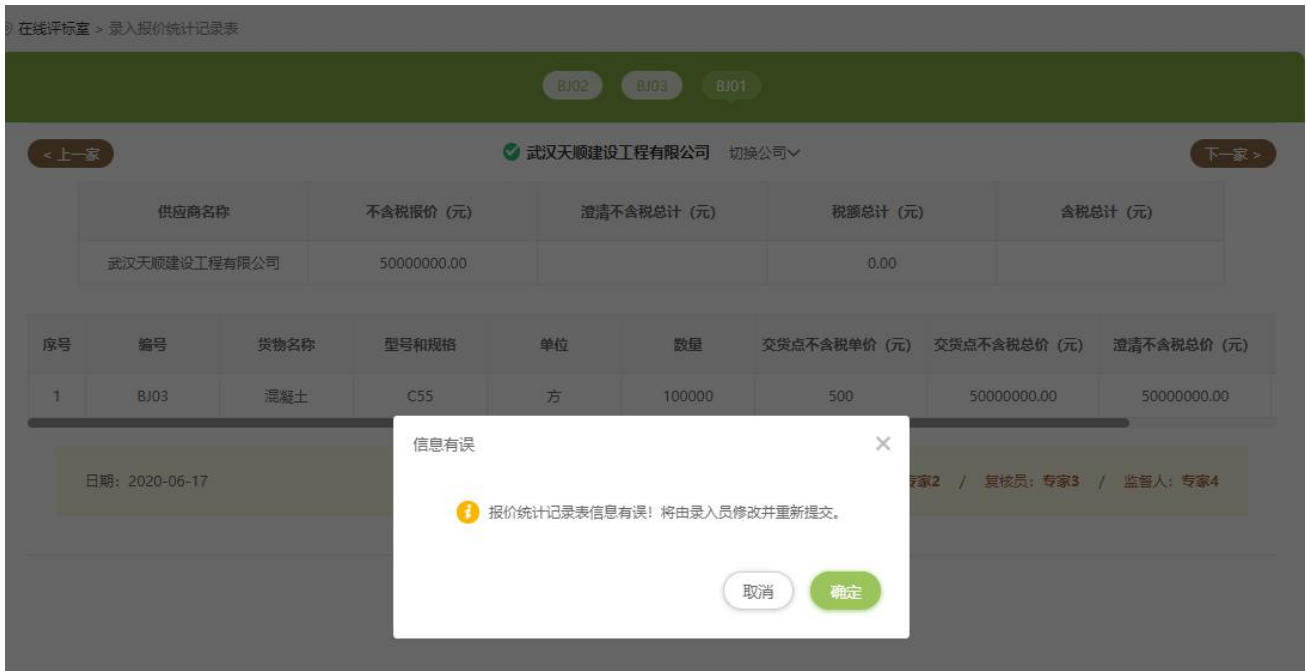 在线评标室 > 录入报价统计记录表
BJ02 BJ03 BJ01
< 上一家 武汉天顺建设工程有限公司 切换公司 下一家 >
供应商名称 不含税报价（元） 澄清不含税总计（元） 税额总计（元） 含税总计（元）
武汉天顺建设工程有限公司 50000000.00 0.00
序号 编号 货物名称 型号和规格 单位 数量 交货点不含税单价（元） 交货点不含税总价（元） 澄清不含税总价（元）
1 BJ03 混凝土 C55 方 100000 500 50000000.00 50000000.00
信息有误
日期：2020-06-17 专家2 / 复核员：专家3 / 监督人：专家4
报价统计记录表信息有误！将由录入员修改并重新提交。
取消 确定